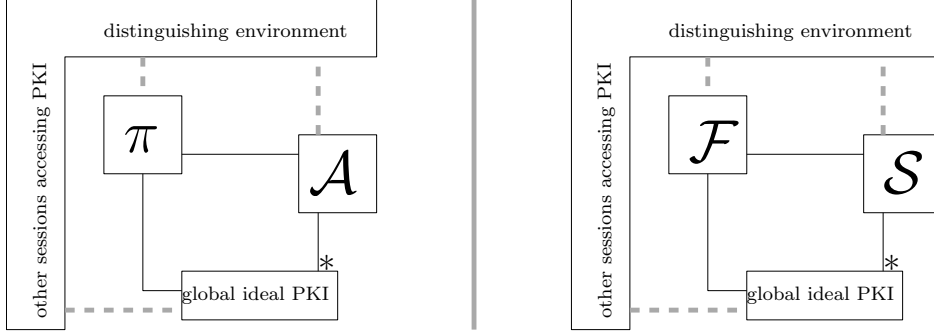 distinguishing environment
other sessions accessing PKI
π
𝒜
*
global ideal PKI
distinguishing environment
other sessions accessing PKI
ℱ
𝒮
*
global ideal PKI